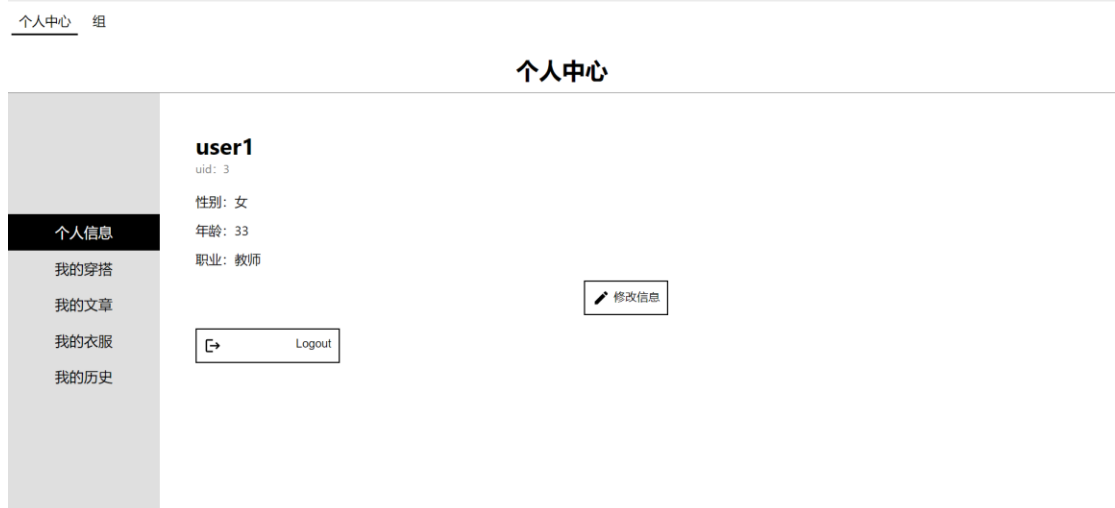 个人中心 组
个人中心
个人信息
我的穿搭
我的文章
我的衣服
我的历史
user1
uid：3
性别：女
年龄：33
职业：教师
修改信息
Logout